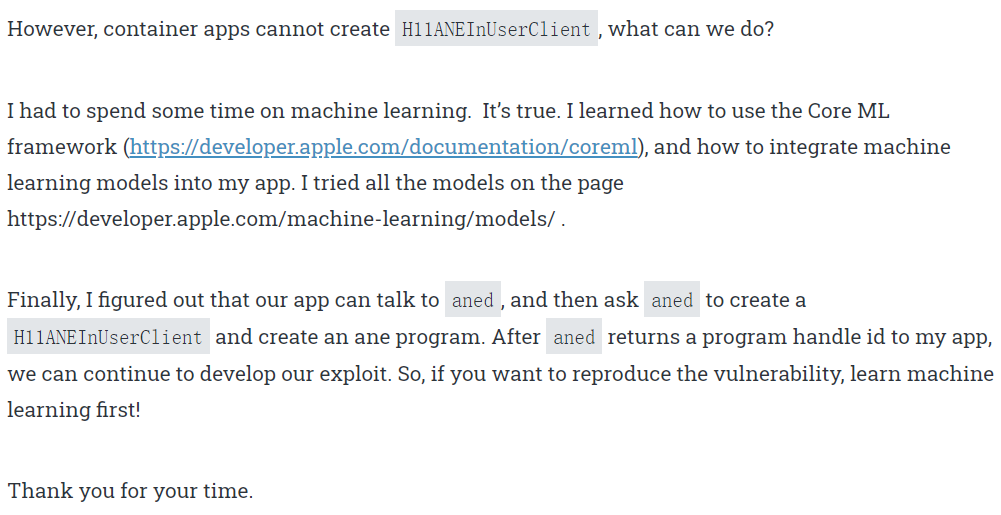 However, container apps cannot create H11ANEInUserClient, what can we do?
I had to spend some time on machine learning.  It’s true. I learned how to use the Core ML
framework (https://developer.apple.com/documentation/coreml), and how to integrate machine
learning models into my app. I tried all the models on the page
https://developer.apple.com/machine-learning/models/ .
Finally, I figured out that our app can talk to aned, and then ask aned to create a
H11ANEInUserClient and create an ane program. After aned returns a program handle id to my app,
we can continue to develop our exploit. So, if you want to reproduce the vulnerability, learn machine
learning first!
Thank you for your time.